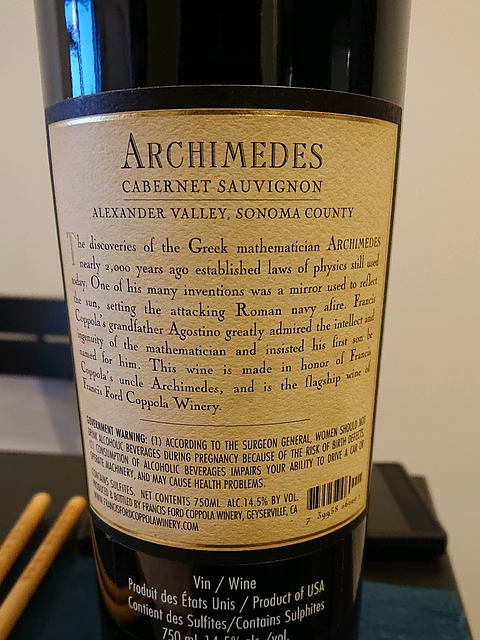 ARCHIMEDES
CABERNET SAUVIGNON
ALEXANDER VALLEY, SONOMA COUNTY
The discoveries of the Greek mathematician ARCHIMEDES
nearly 2,000 years ago established laws of physics still used
today. One of his many inventions was a mirror used to reflect
the sun, setting the attacking Roman navy afire. Francis
Coppola's grandfather Agostino greatly admired the intellect and
ingenuity of the mathematician and insisted his first son be
named for him. This wine is made in honor of Francis
Coppola's uncle Archimedes, and is the flagship wine of
Francis Ford Coppola Winery.
GOVERNMENT WARNING: (1) ACCORDING TO THE SURGEON GENERAL, WOMEN SHOULD NOT
DRINK ALCOHOLIC BEVERAGES DURING PREGNANCY BECAUSE OF THE RISK OF BIRTH DEFECTS.
CONSUMPTION OF ALCOHOLIC BEVERAGES IMPAIRS YOUR ABILITY TO DRIVE A CAR OR
OPERATE MACHINERY, AND MAY CAUSE HEALTH PROBLEMS.
CONTAINS SULFITES. NET CONTENTS 750ML ALC. 14.5% BY VOL.
PRODUCED & BOTTLED BY FRANCIS FORD COPPOLA WINERY, GEYSERVILLE, CA
WWW.FRANCISFORDCOPPOLAWINERY.COM
7 39958
Vin / Wine
Produit des États Unis / Product of USA
Contient des Sulfites/Contains Sulphites
750 ml 14.5% alc./vol.